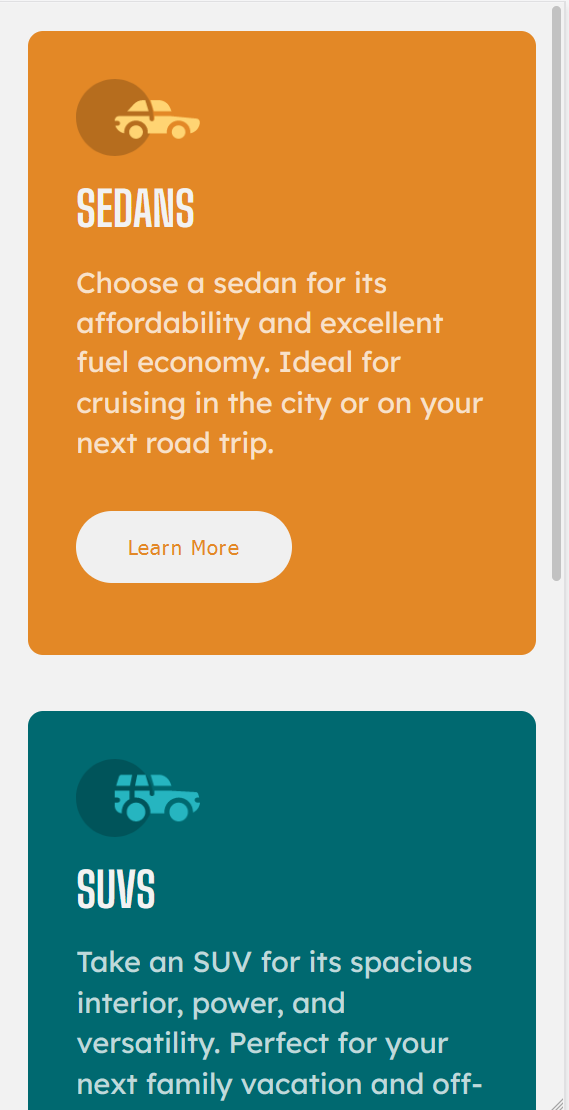 SEDANS
Choose a sedan for its
affordability and excellent
fuel economy. Ideal for
cruising in the city or on your
next road trip.
Learn More
SUVS
Take an SUV for its spacious
interior, power, and
versatility. Perfect for your
next family vacation and off-